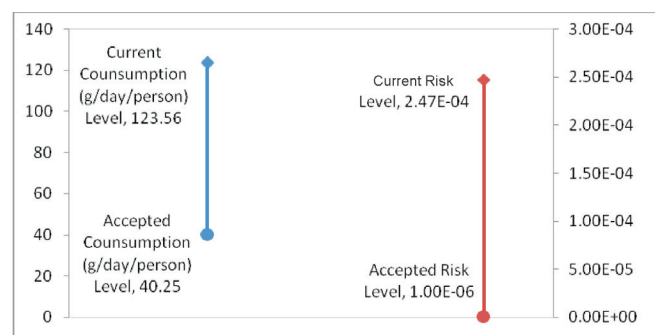 140
120
100
80
60
40
20
0
Current
Counsumption
(g/day/person)
Level, 123.56
Accepted
Counsumption
(g/day/person)
Level, 40.25
Current Risk
Level, 2.47E-04
Accepted Risk
Level, 1.00E-06
3.00E-04
2.50E-04
2.00E-04
1.50E-04
1.00E-04
5.00E-05
0.00E+00